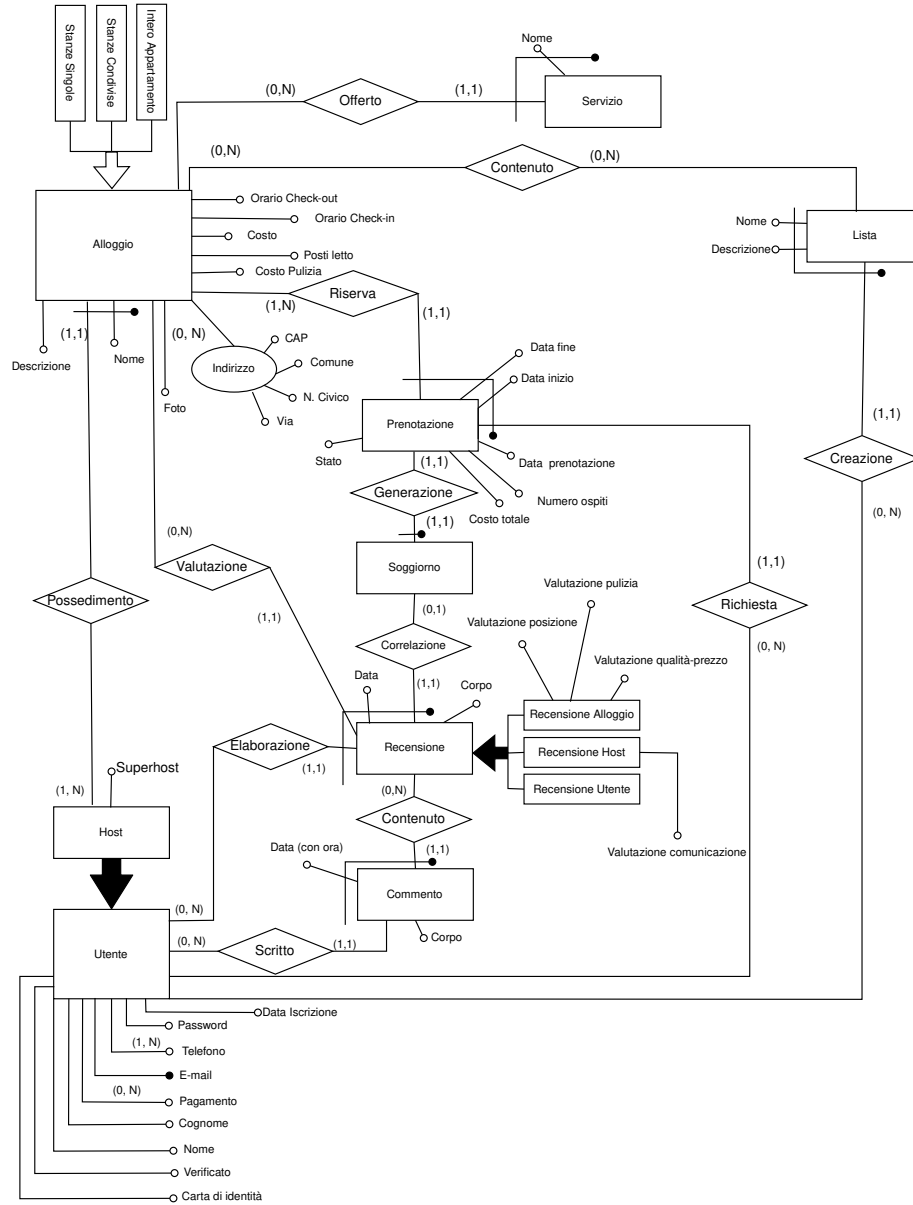 Stanze Singole
Stanze Condivise
Intero Appartamento
Nome
(0,N)
Offerto
(1,1)
Servizio
(0,N)
Contenuto
(0,N)
Orario Check-out
Orario Check-in
Costo
Posti letto
Costo Pulizia
Alloggio
Nome
Descrizione
Lista
(1,N)
Riserva
(1,1)
(1,1)
Descrizione
Nome
(0, N)
Foto
Indirizzo
CAP
Comune
N. Civico
Via
Data fine
Data inizio
Prenotazione
Stato
Data prenotazione
Numero ospiti
Costo totale
(1,1)
Generazione
(1,1)
(1,1)
Creazione
(0, N)
(0,N)
Valutazione
(1,1)
Soggiorno
(0,1)
Correlazione
(1,1)
Possedimento
(1,1)
Richiesta
(0, N)
Valutazione pulizia
Valutazione posizione
Valutazione qualità-prezzo
Data
Corpo
Recensione
Recensione Alloggio
Recensione Host
Recensione Utente
Valutazione comunicazione
Elaborazione
(1,1)
(0,N)
Contenuto
(1,1)
Superhost
(1, N)
Host
Data (con ora)
Commento
Corpo
(0, N)
(0, N)
Scritto
(1,1)
Utente
Data Iscrizione
Password
(1, N)
Telefono
E-mail
(0, N)
Pagamento
Cognome
Nome
Verificato
Carta di identità